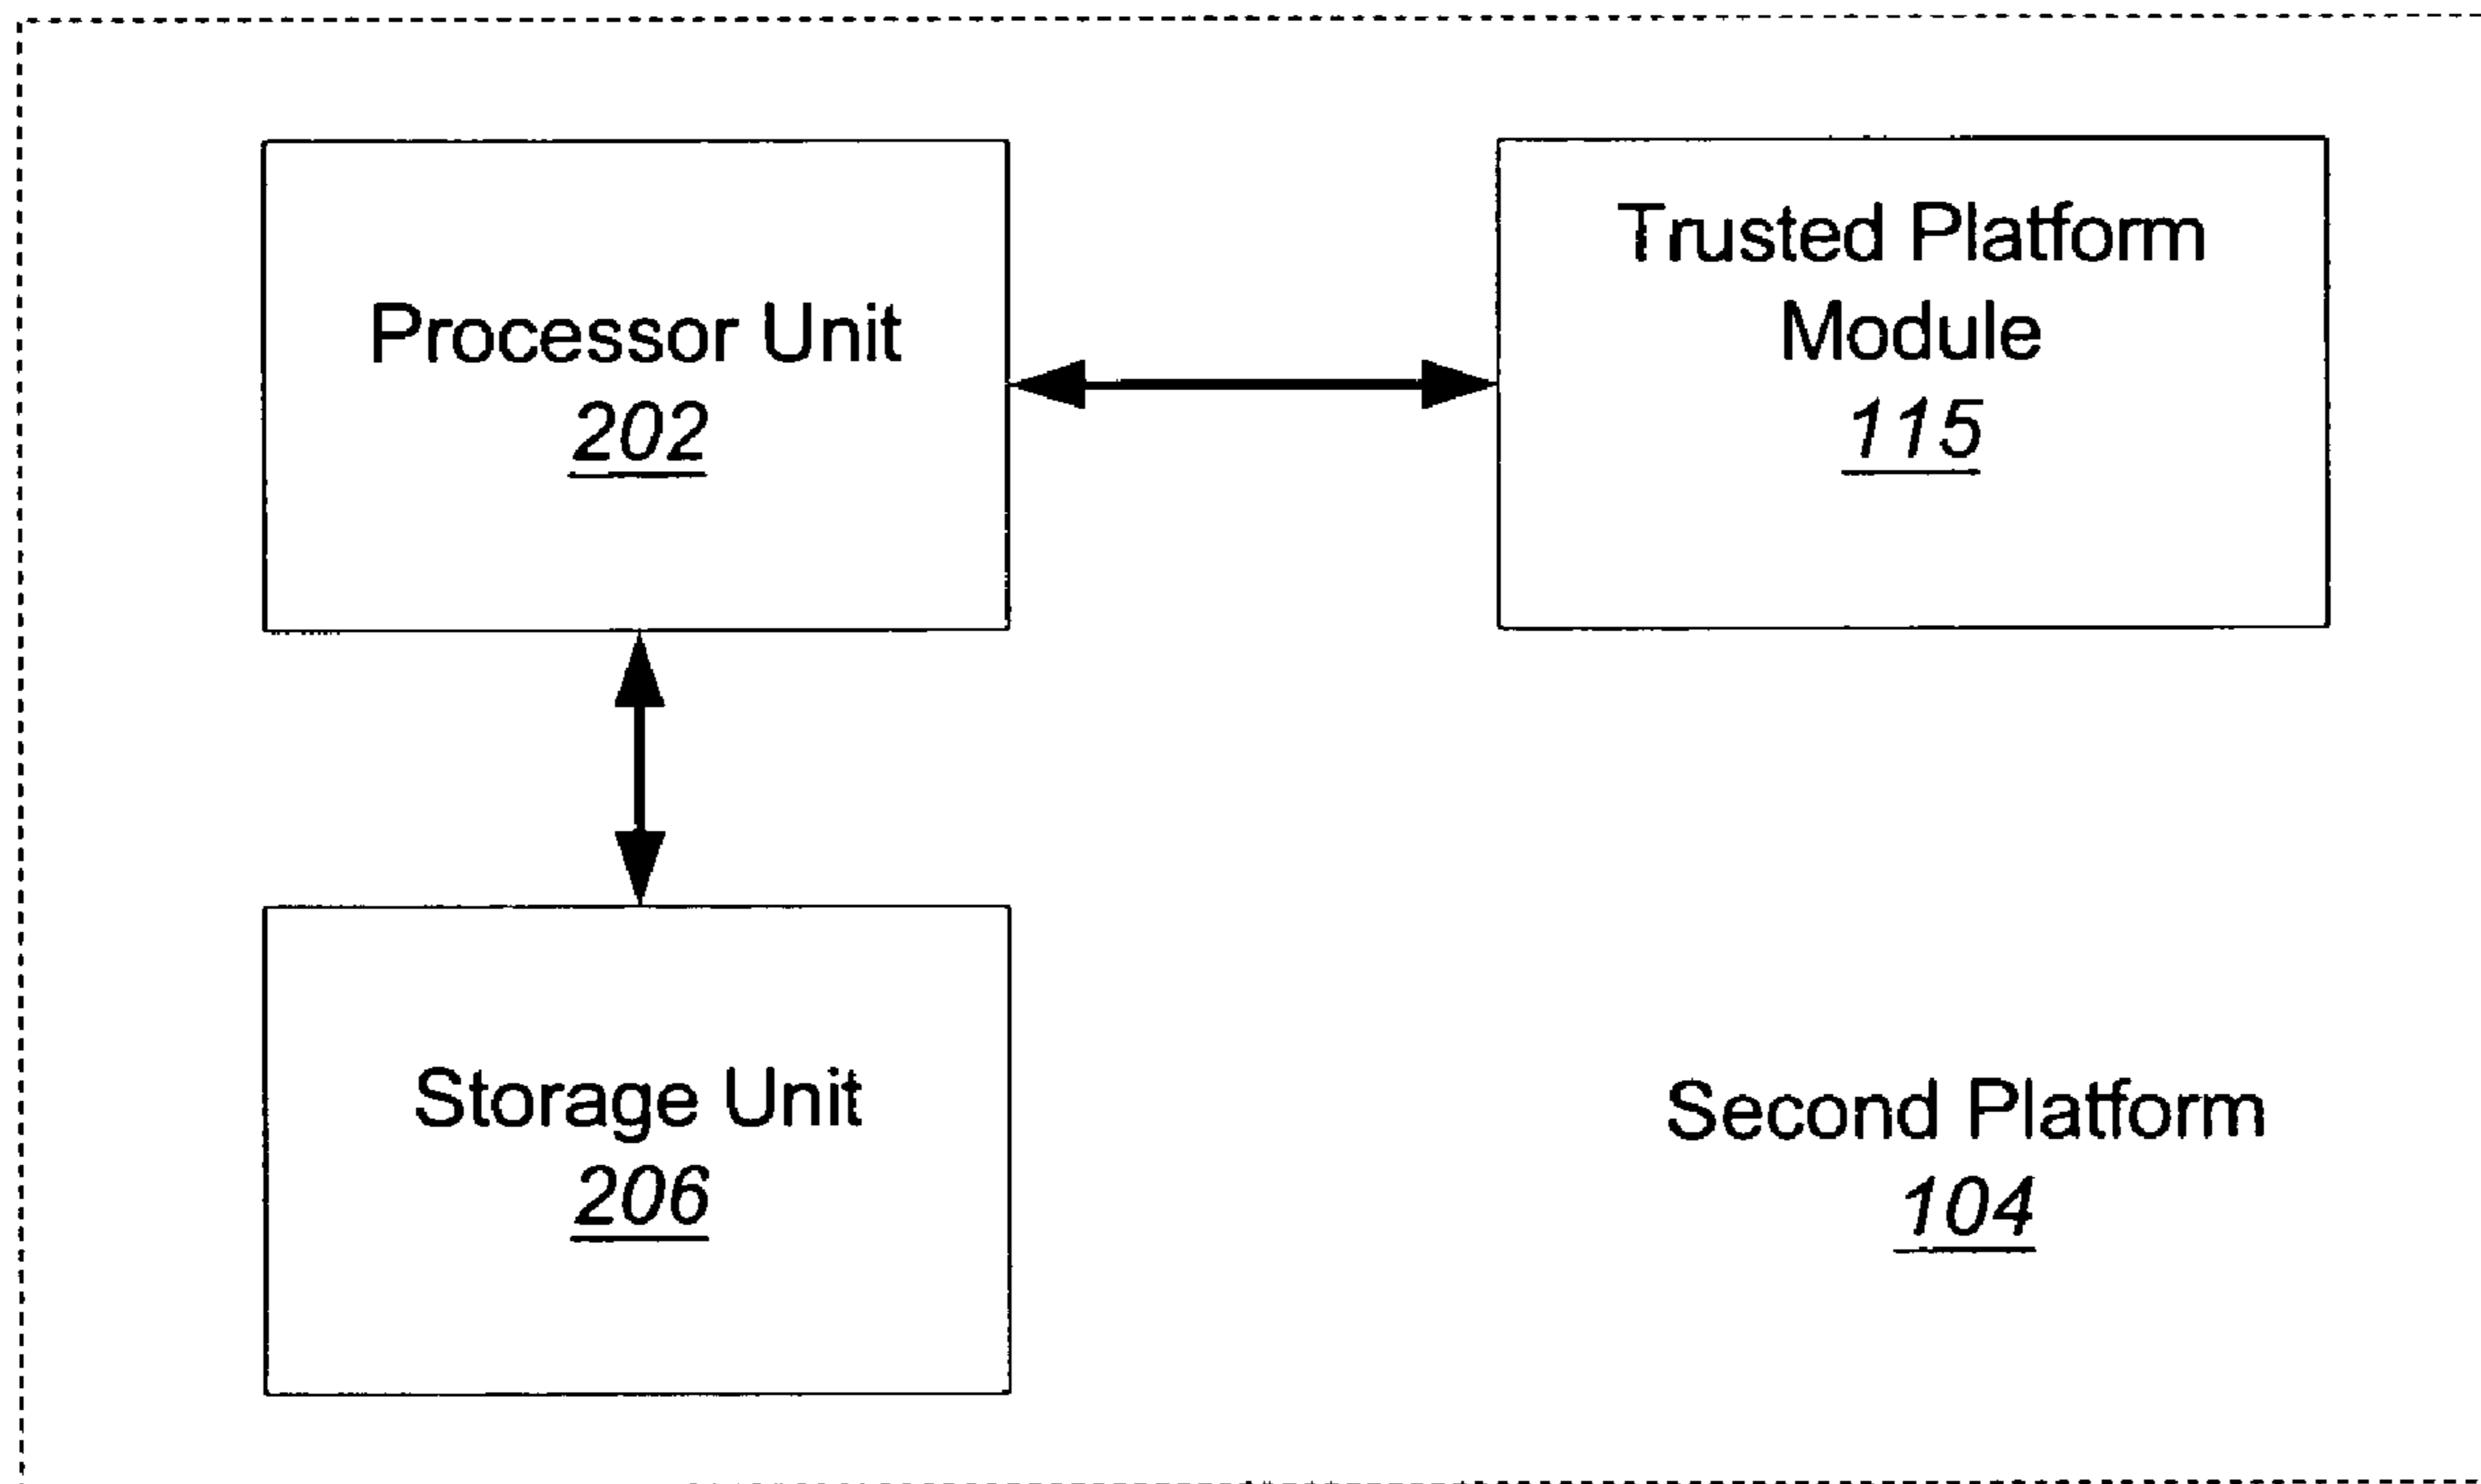 Processor Unit
202
Trusted Platform
Module
115
Storage Unit
206
Second Platform
104